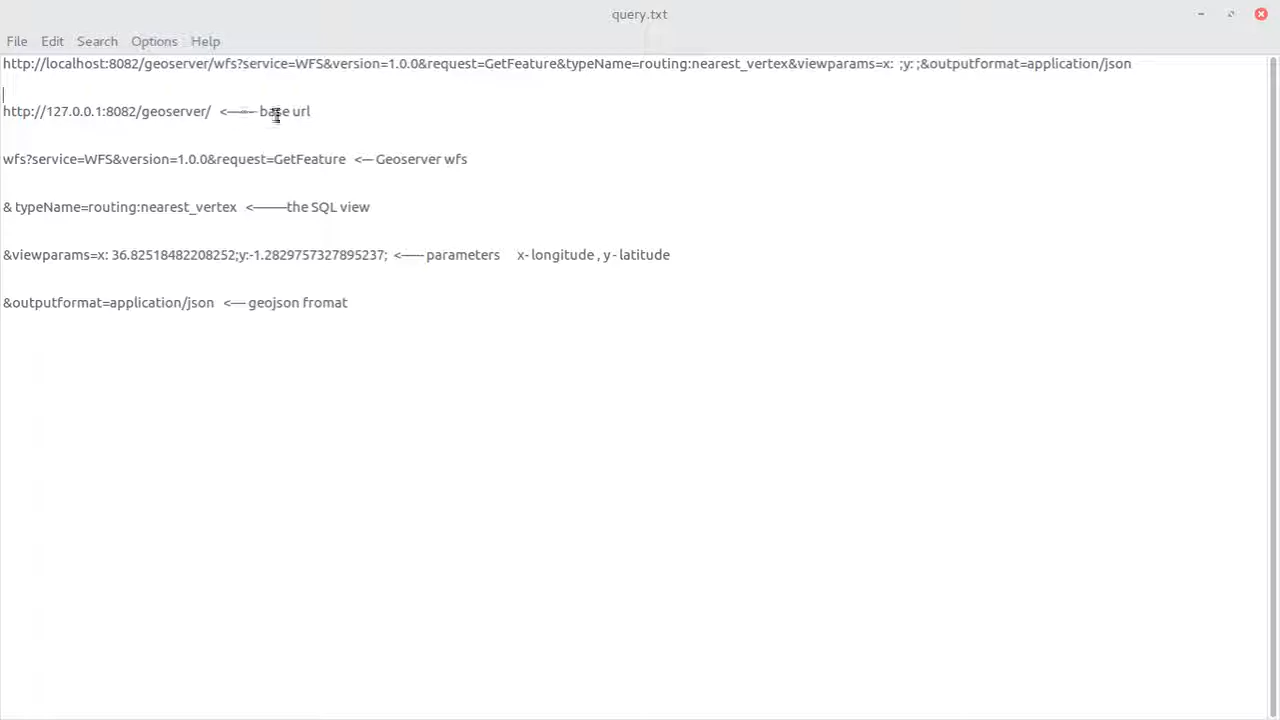 query.txt
File Edit Search Options Help
http://localhost:8082/geoserver/wfs?service=WFS&version=1.0.0&request=GetFeature&typeName=routing:nearest_vertex&viewparams=x: ;y: ;&outputformat=application/json
http://127.0.0.1:8082/geoserver/ <----- base url
wfs?service=WFS&version=1.0.0&request=GetFeature <--- Geoserver wfs
& typeName=routing:nearest_vertex <------the SQL view
&viewparams=x: 36.82518482208252;y:-1.2829757327895237; <---- parameters x- longitude , y - latitude
&outputformat=application/json <--- geojson fromat